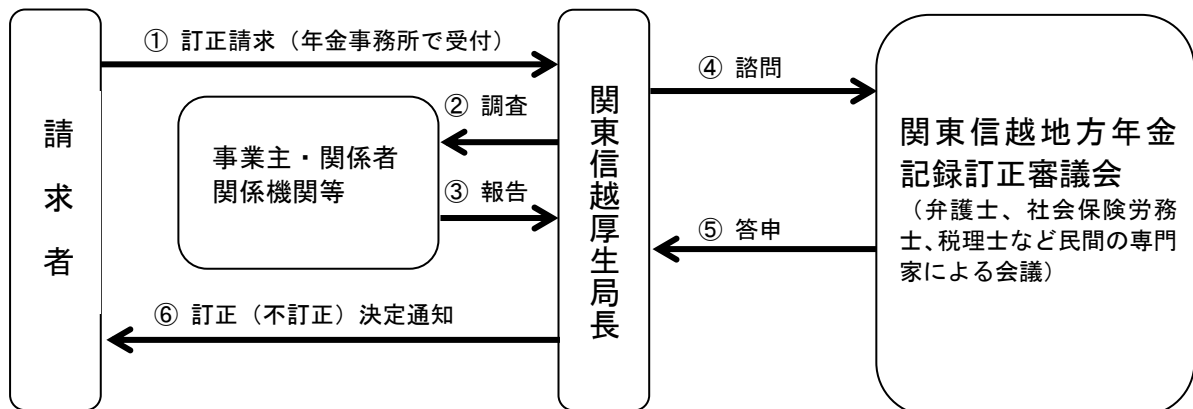 請求者
① 訂正請求（年金事務所で受付）
② 調査
事業主・関係者
関係機関等
③ 報告
⑥ 訂正（不訂正）決定通知
関東信越厚生局長
④ 諮問
⑤ 答申
関東信越地方年金
記録訂正審議会
（弁護士、社会保険労務
士、税理士など民間の専門
家による会議）